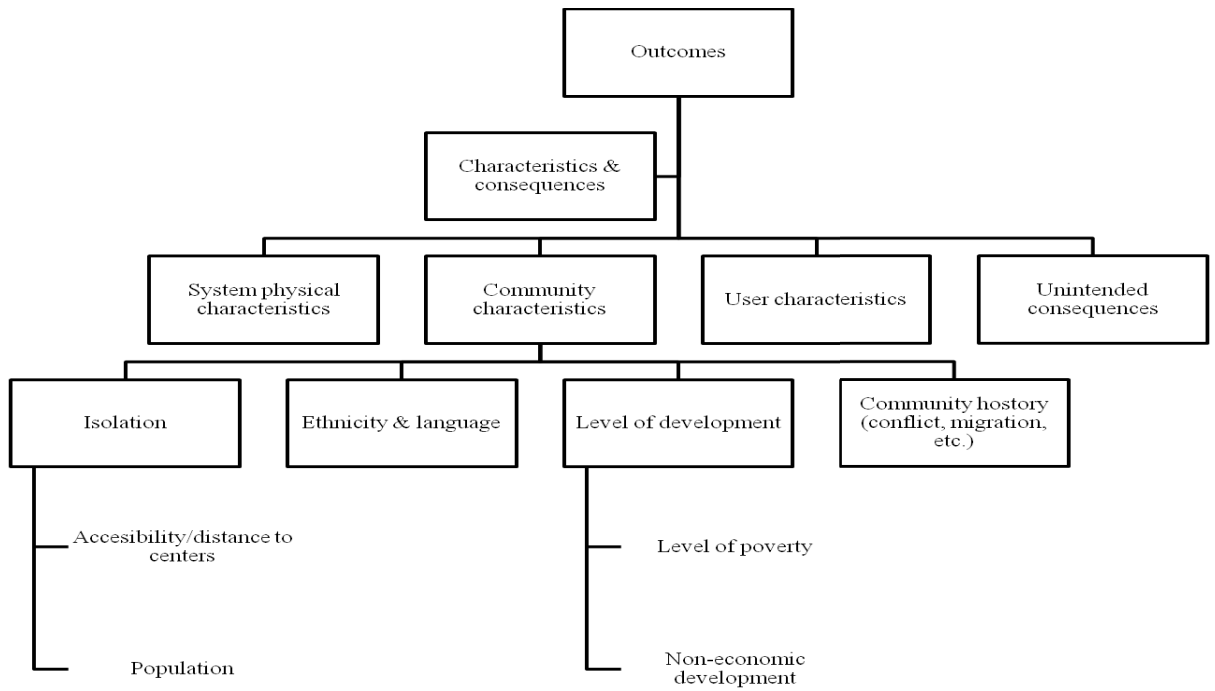 Outcomes
Characteristics &
consequences
System physical
characteristics
Community
characteristics
User characteristics
Unintended
consequences
Isolation
Ethnicity & language
Level of development
Community hostory
(conflict, migration,
etc.)
Accesibility/distance to
centers
Level of poverty
Population
Non-economic
development